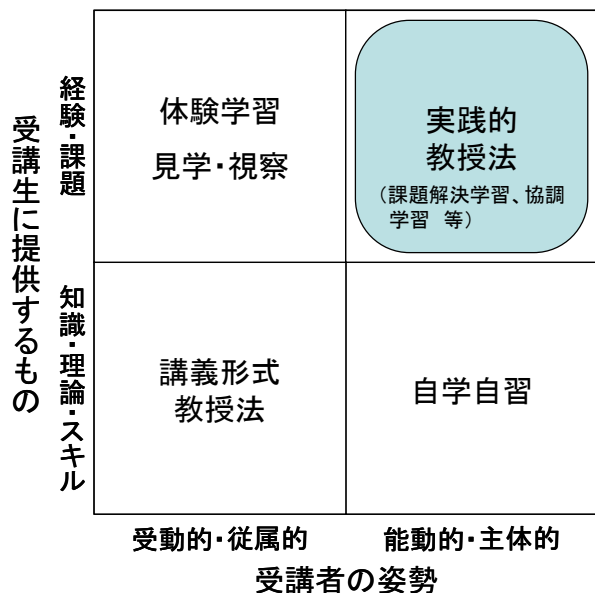 受講生に提供するもの
経験・課題
体験学習
見学・視察
実践的
教授法
（課題解決学習、協調
学習　等）
知識・理論・スキル
講義形式
教授法
自学自習
受動的・従属的
能動的・主体的
受講者の姿勢